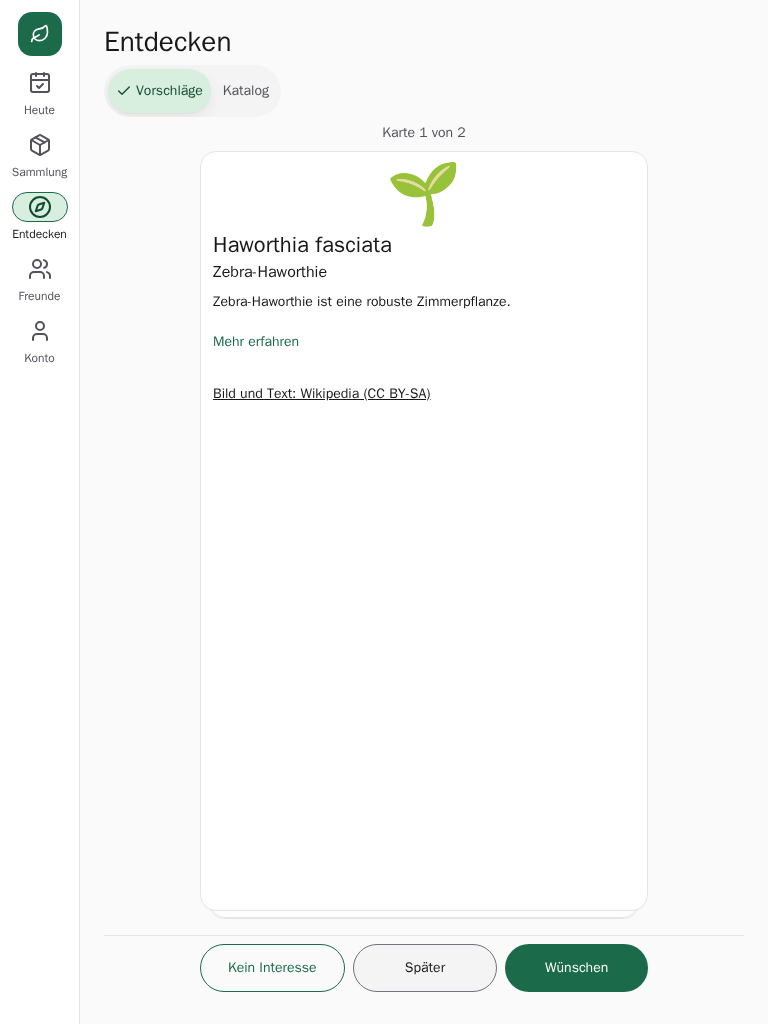 Entdecken
Vorschläge
Katalog
Heute
Sammlung
Entdecken
Freunde
Konto
Karte 1 von 2
Haworthia fasciata
Zebra-Haworthie
Zebra-Haworthie ist eine robuste Zimmerpflanze.
Mehr erfahren
Bild und Text: Wikipedia (CC BY-SA)
Kein Interesse
Später
Wünschen